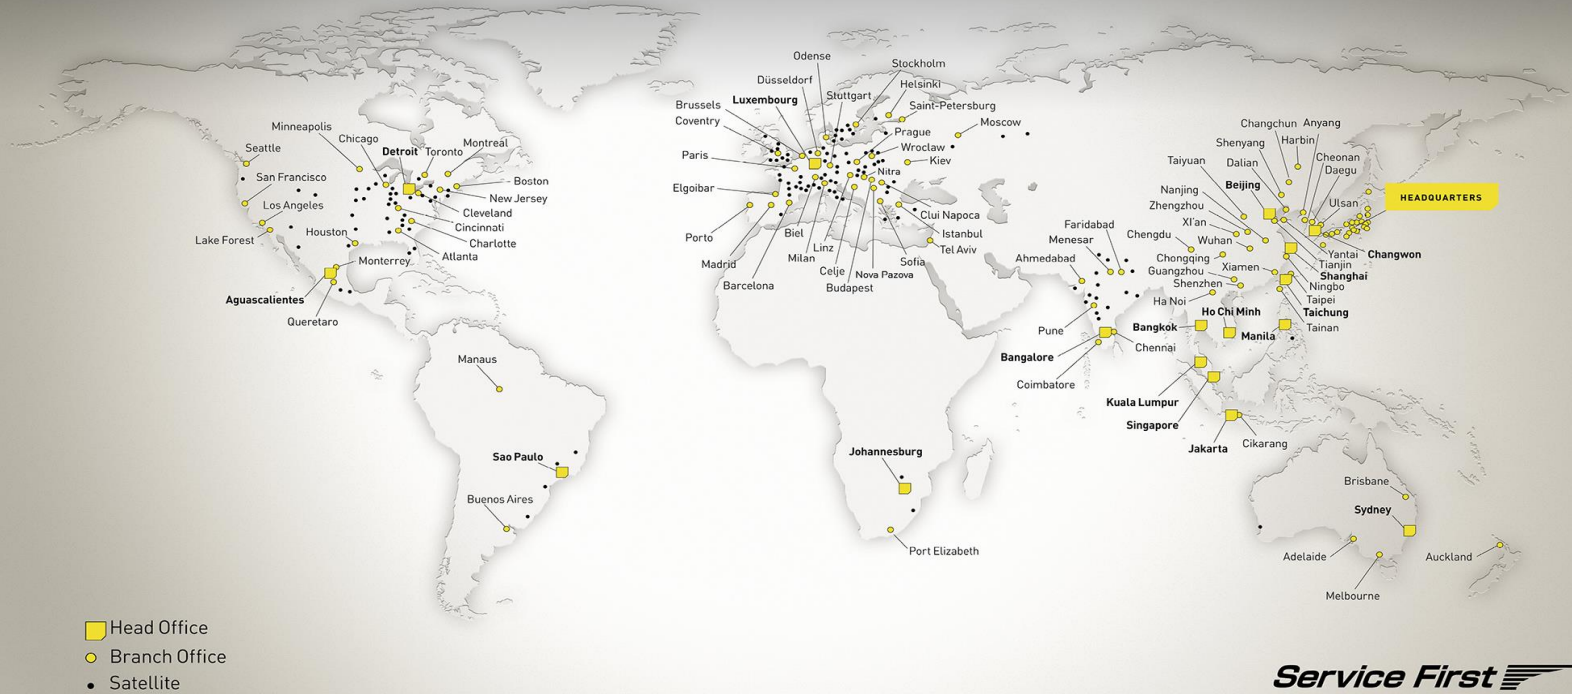 Odense
Stockholm
Düsseldorf
Helsinki
Luxembourg
Stuttgart
Brussels
Saint-Petersburg
Coventry
Moscow
Prague
Paris
Wroclaw
Kiev
Nitra
Elgoibar
Clui Napoca
Porto
Biel
Istanbul
Linz
Tel Aviv
Madrid
Milan
Sofia
Celje
Nova Pazova
Barcelona
Budapest
Minneapolis
Chicago
Seattle
Detroit
Toronto
Montreal
San Francisco
Boston
New Jersey
Los Angeles
Cleveland
Cincinnati
Lake Forest
Houston
Charlotte
Monterrey
Atlanta
Aguascalientes
Queretaro
Manaus
Sao Paulo
Buenos Aires
Johannesburg
Port Elizabeth
Changchun
Anyang
Shenyang
Harbin
Taiyuan
Dalian
Cheonan
Daegu
Nanjing
Beijing
HEADQUARTERS
Zhengzhou
Ulsan
XI'an
Faridabad
Chengdu
Wuhan
Menesar
Yantai
Changwon
Ahmedabad
Chongqing
Tianjin
Guangzhou
Xiamen
Shanghai
Shenzhen
Ningbo
Ha Noi
Taipei
Ho Chi Minh
Taichung
Pune
Bangkok
Manila
Tainan
Chennai
Bangalore
Coimbatore
Kuala Lumpur
Singapore
Jakarta
Cikarang
Brisbane
Sydney
Adelaide
Auckland
Melbourne
Head Office
Branch Office
Satellite
Service First